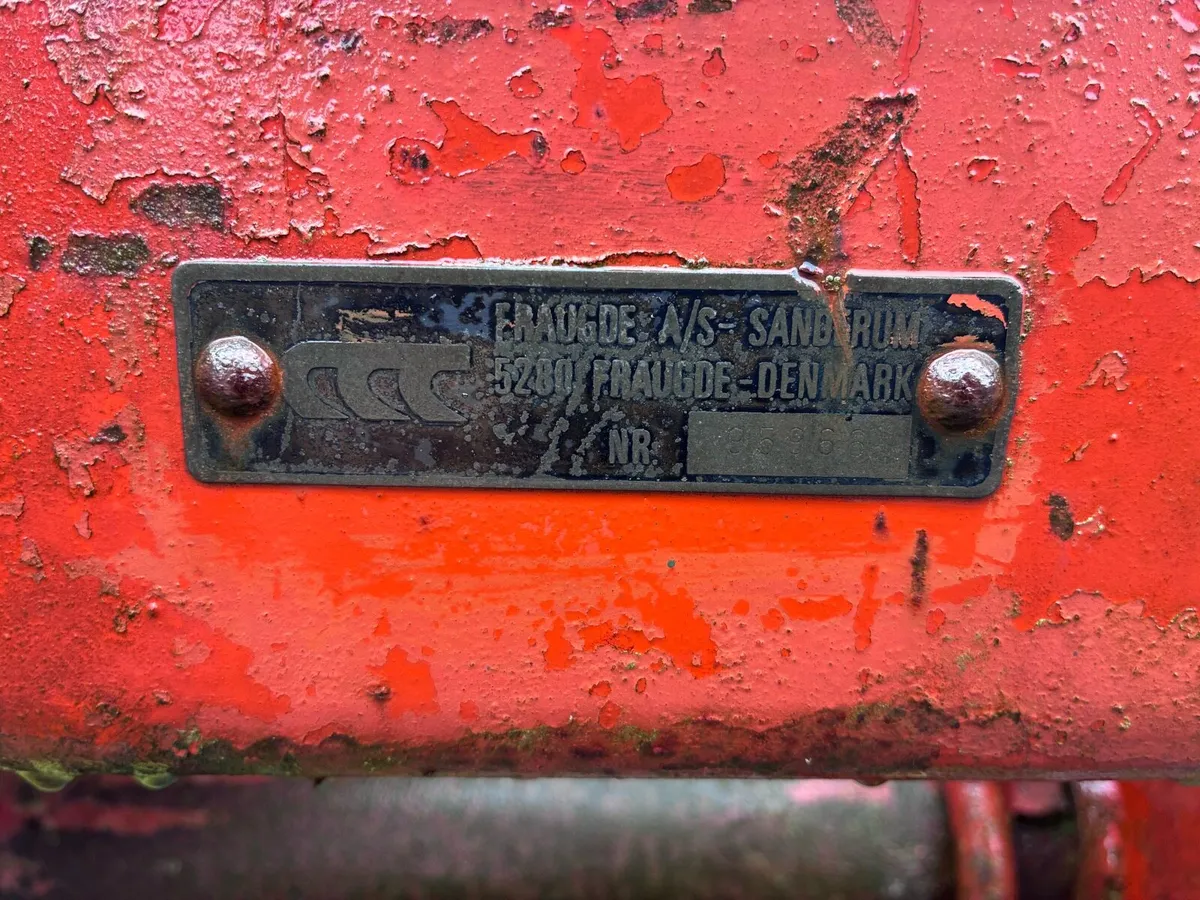 FRAUGDE A/S - SANDERUM
5280 FRAUGDE - DENMARK
NR.